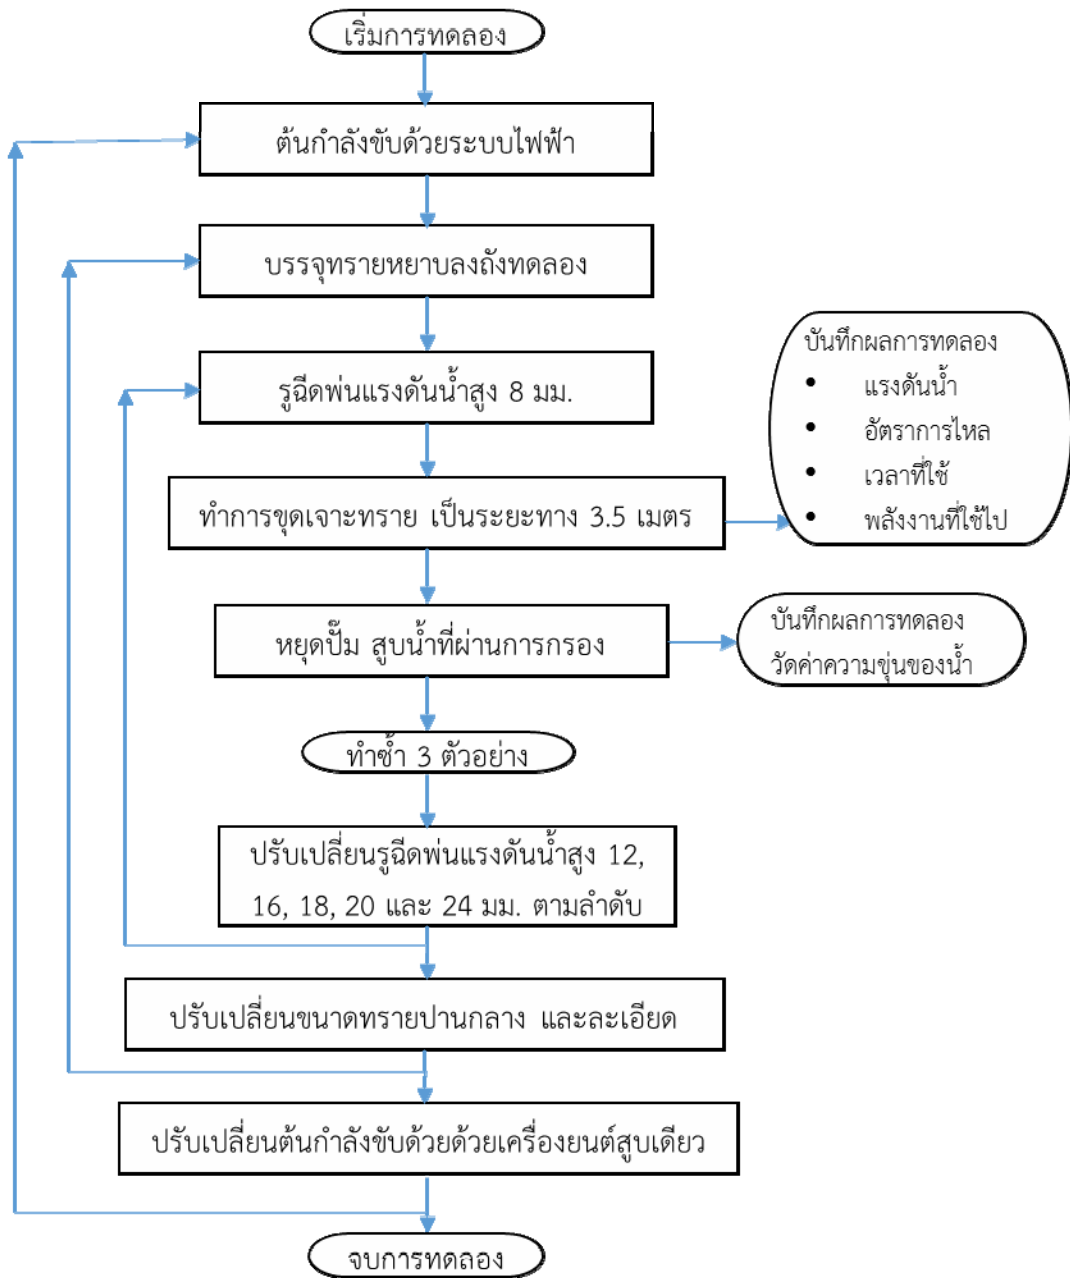 เริ่มการทดลอง
ต้นกำลังขับด้วยระบบไฟฟ้า
บรรจุทรายหยาบลงถังทดลอง
รูฉีดพ่นแรงดันน้ำสูง 8 มม.
ทำการขุดเจาะทราย เป็นระยะทาง 3.5 เมตร
บันทึกผลการทดลอง
• แรงดันน้ำ
• อัตราการไหล
• เวลาที่ใช้
• พลังงานที่ใช้ไป
หยุดปั๊ม สูบน้ำที่ผ่านการกรอง
บันทึกผลการทดลอง
วัดค่าความขุ่นของน้ำ
ทำซ้ำ 3 ตัวอย่าง
ปรับเปลี่ยนรูฉีดพ่นแรงดันน้ำสูง 12,
16, 18, 20 และ 24 มม. ตามลำดับ
ปรับเปลี่ยนขนาดทรายปานกลาง และละเอียด
ปรับเปลี่ยนต้นกำลังขับด้วยด้วยเครื่องยนต์สูบเดียว
จบการทดลอง